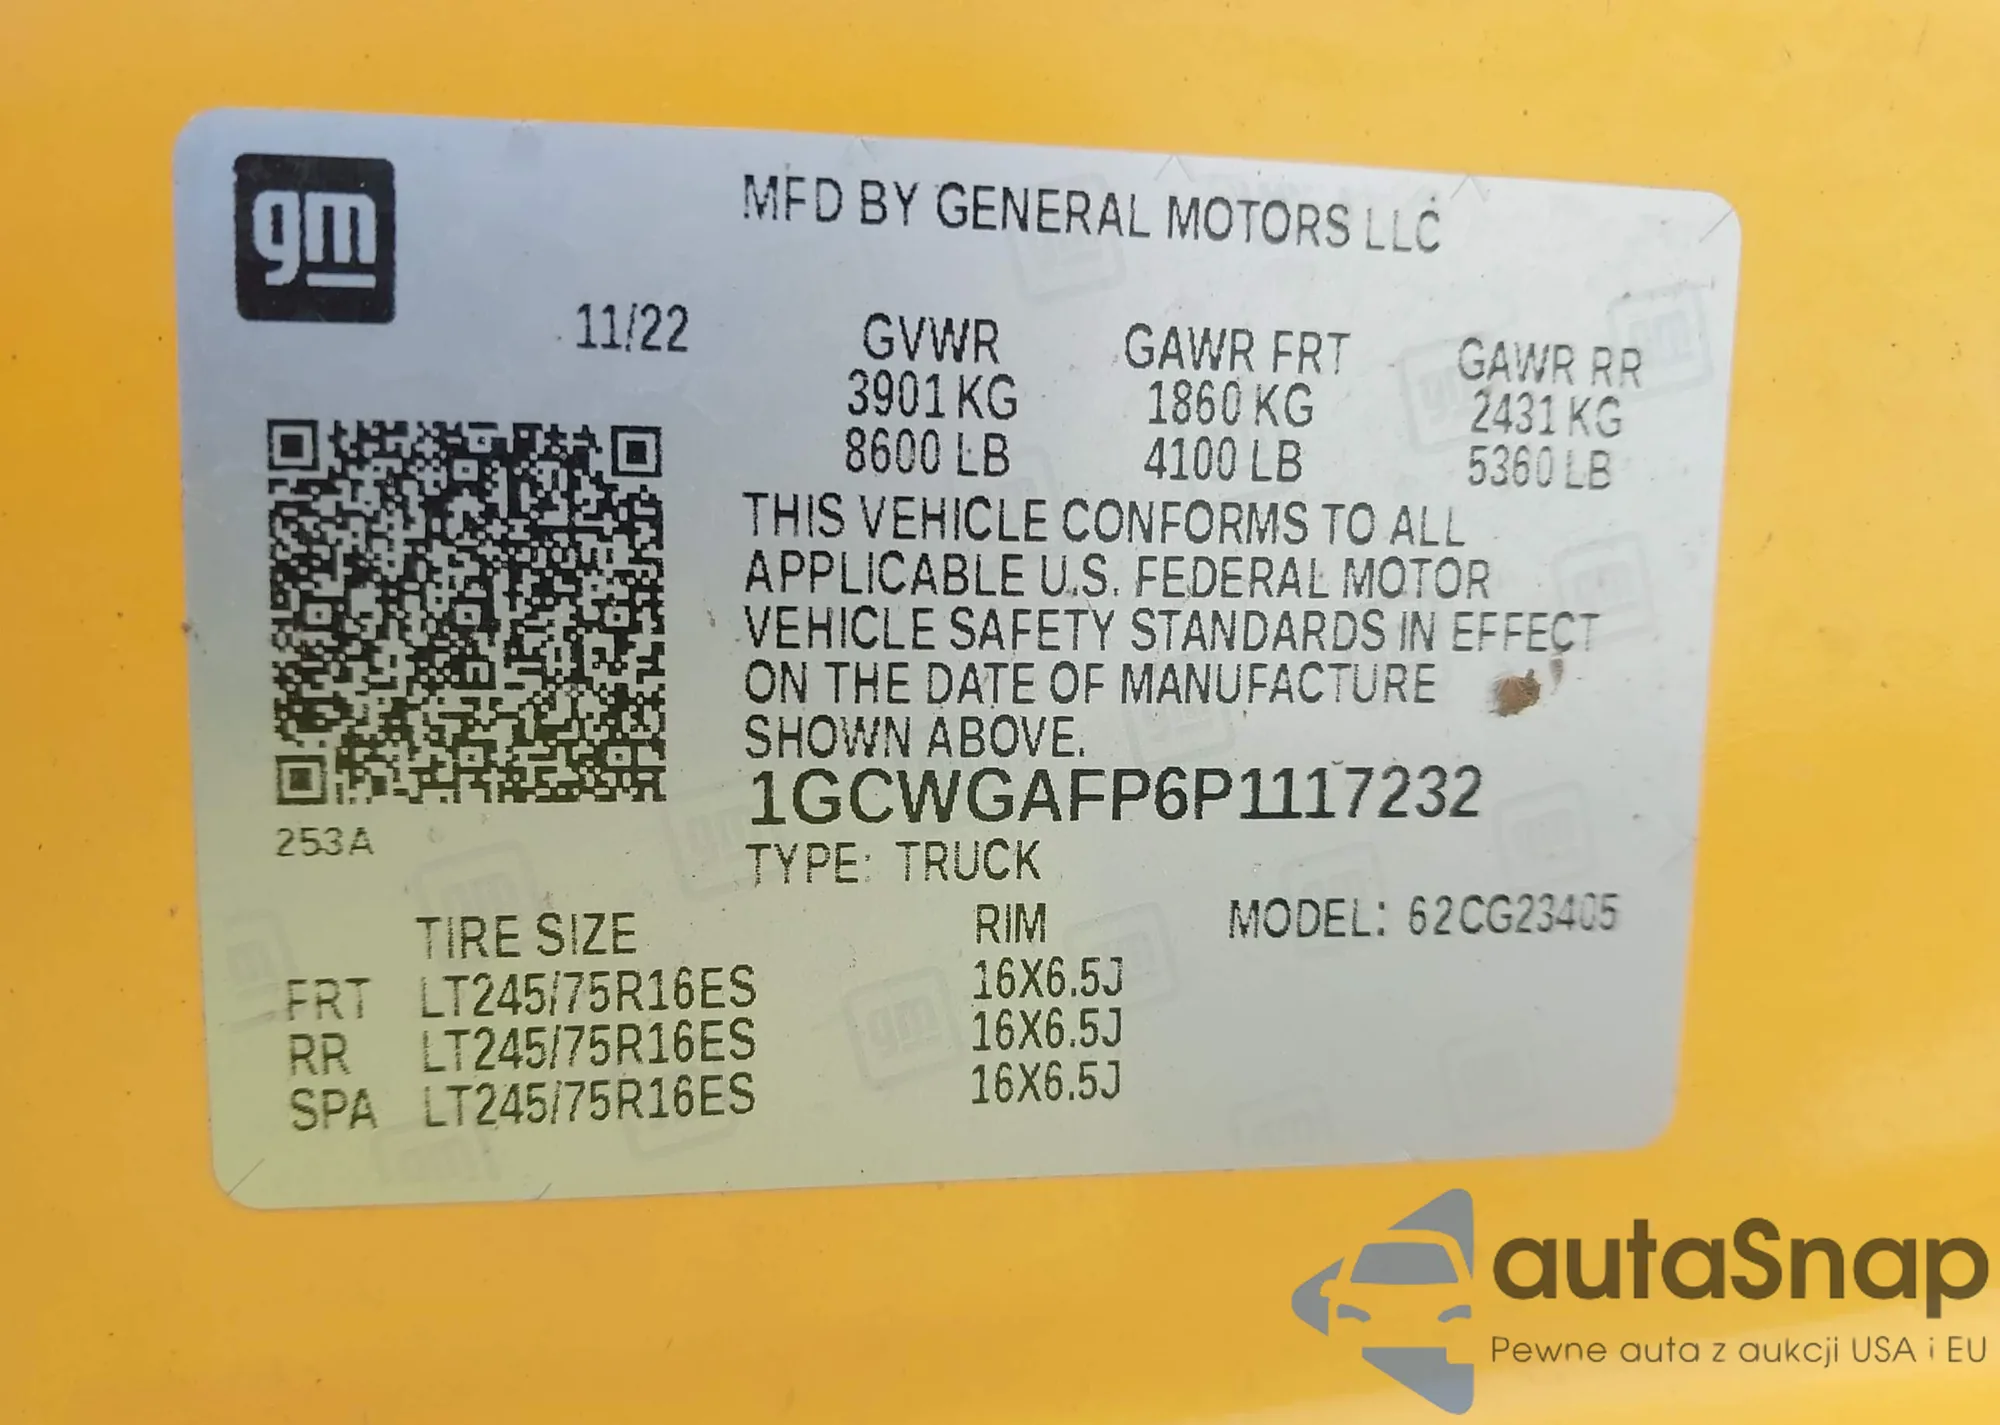 gm
MFD BY GENERAL MOTORS LLC
11/22
GVWR GAWR FRT GAWR RR
3901 KG 1860 KG 2431 KG
8600 LB 4100 LB 5360 LB
THIS VEHICLE CONFORMS TO ALL
APPLICABLE U.S. FEDERAL MOTOR
VEHICLE SAFETY STANDARDS IN EFFECT
ON THE DATE OF MANUFACTURE
SHOWN ABOVE.
1GCWGAFP6P1117232
253A
TYPE: TRUCK
TIRE SIZE RIM MODEL: 62CG23405
FRT LT245/75R16ES 16X6.5J
RR LT245/75R16ES 16X6.5J
SPA LT245/75R16ES 16X6.5J
autaSnap
Pewne auta z aukcji USA i EU